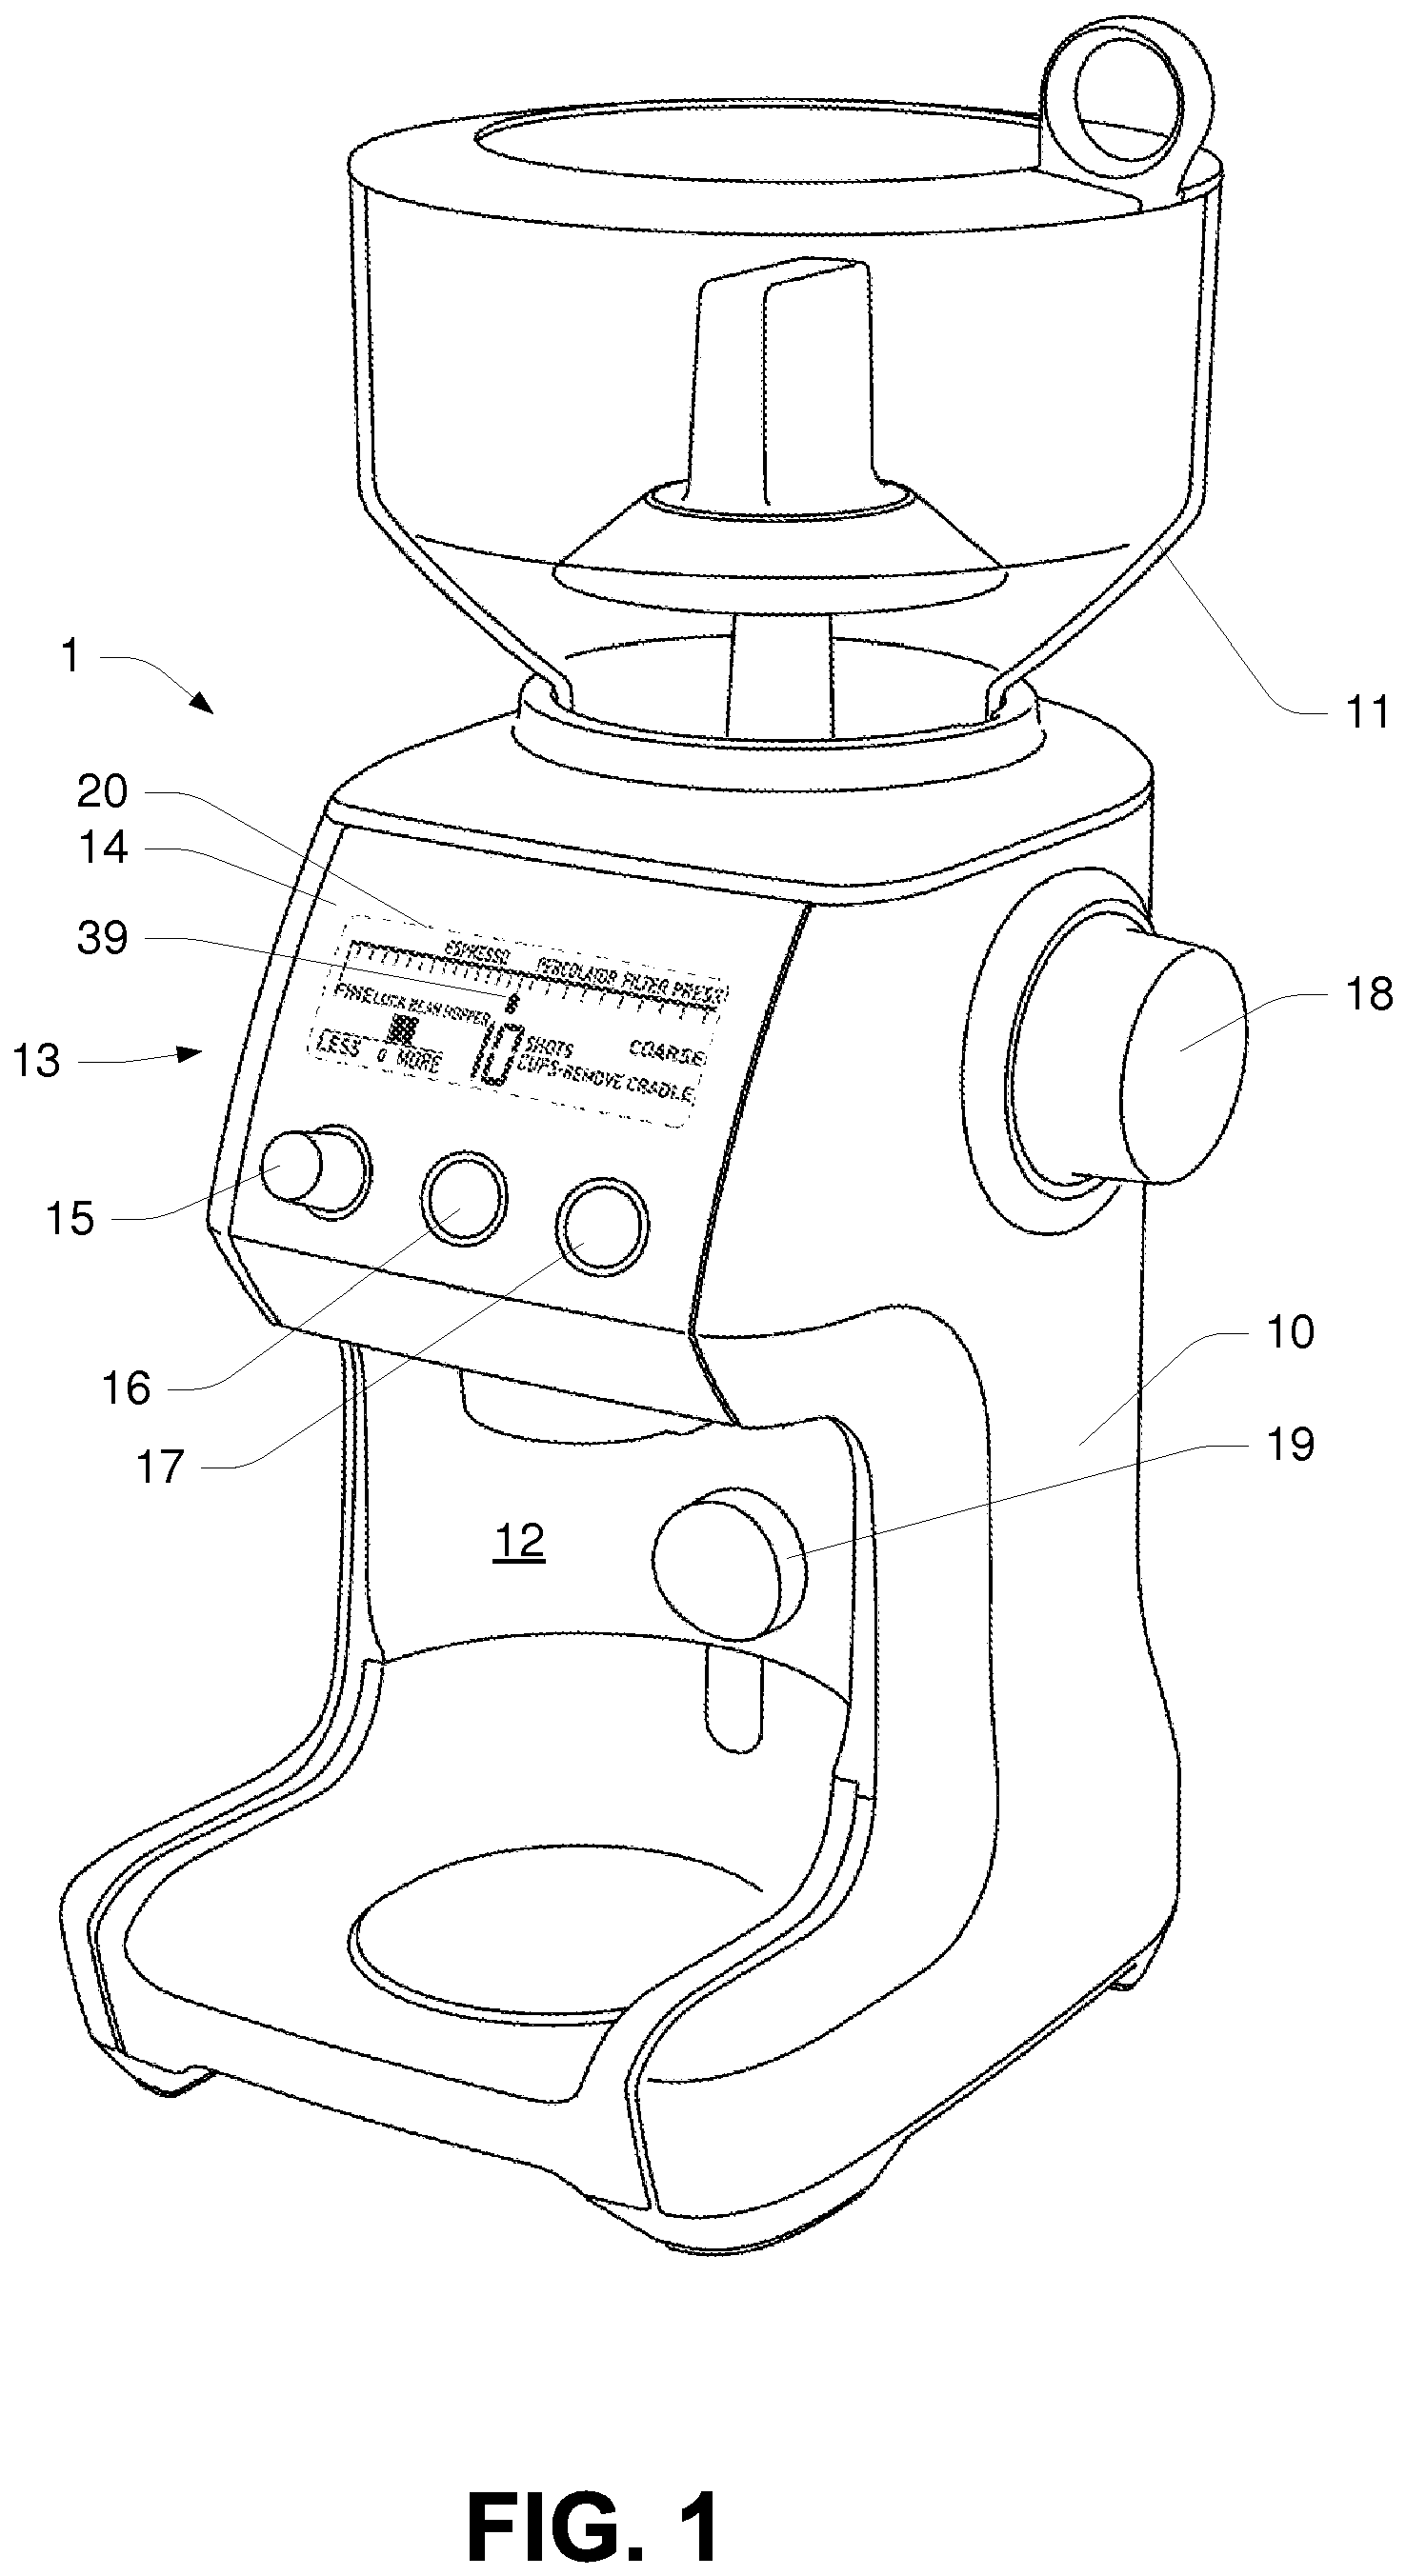 1
11
20
14
39
ESPRESSO PERCOLATOR FILTER PRESS
18
FINE LOCK BEAN HOPPER
13
LESS 0 MORE
10 SHOTS COARSE
CUPS-REMOVE CRADLE
15
10
16
19
17
12
FIG. 1